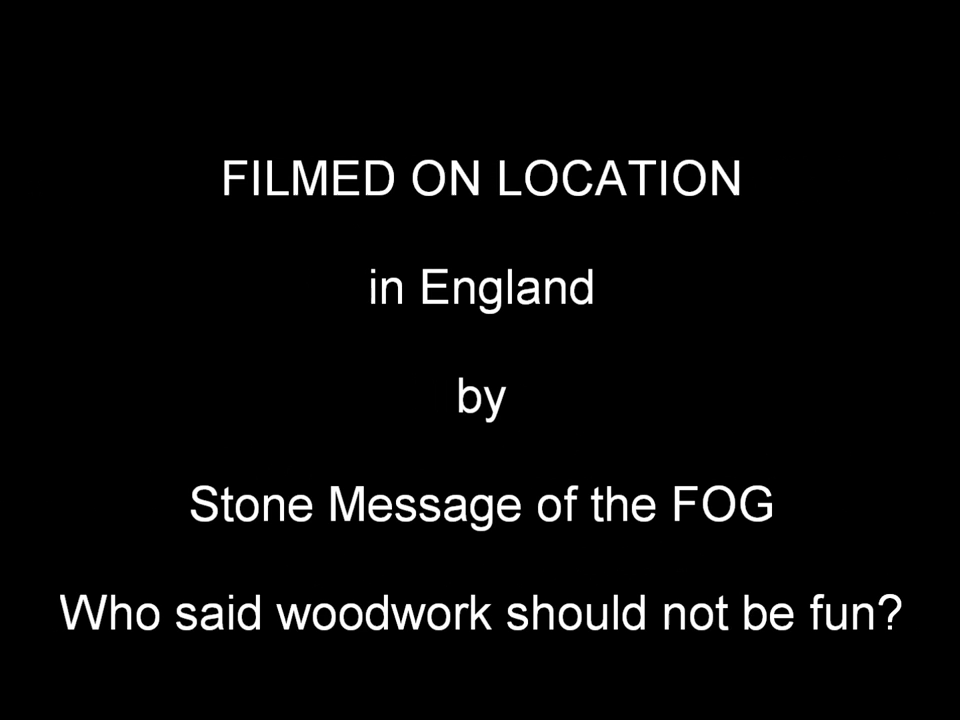 FILMED ON LOCATION
in England
by
Stone Message of the FOG
Who said woodwork should not be fun?